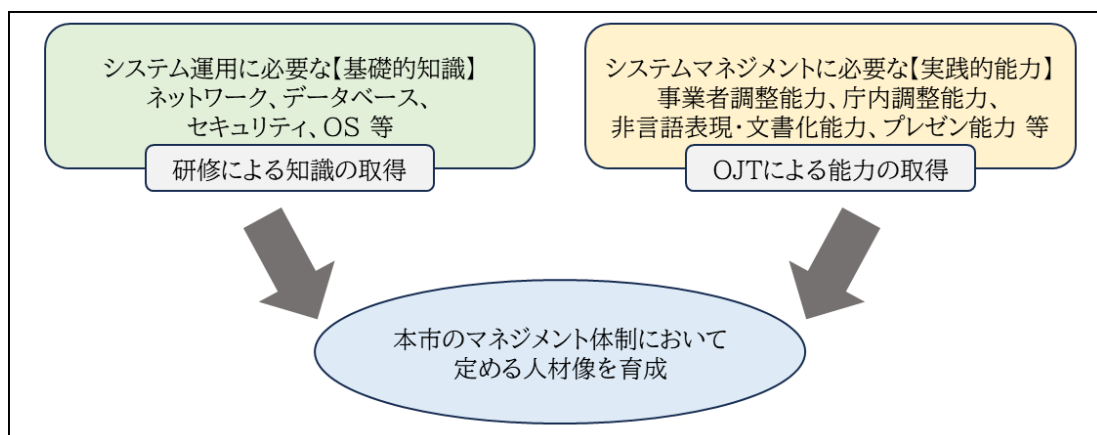 システム運用に必要な【基礎的知識】
ネットワーク、データベース、
セキュリティ、OS 等
研修による知識の取得
システムマネジメントに必要な【実践的能力】
事業者調整能力、庁内調整能力、
非言語表現・文書化能力、プレゼン能力 等
OJTによる能力の取得
本市のマネジメント体制において
定める人材像を育成